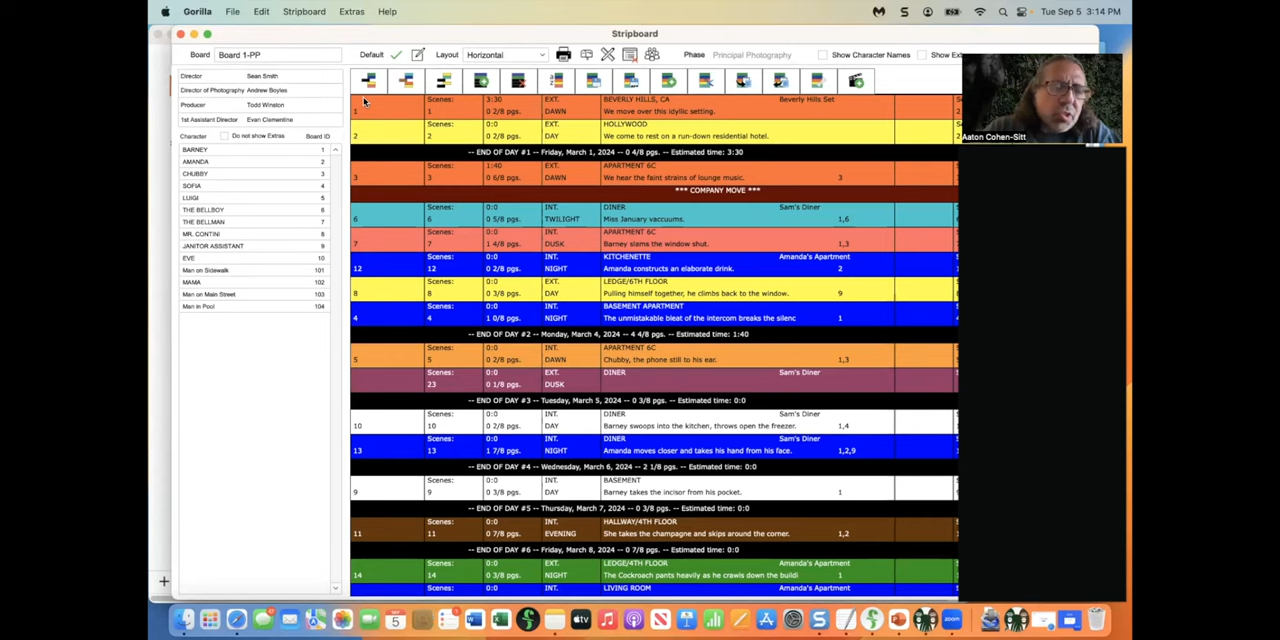 Gorilla File Edit Stripboard Extras Help Tue Sep 5 3:14 PM
Stripboard
Board Board 1-PP Default Layout Horizontal Phase Principal Photography Show Character Names
Director Sean Smith
Director of Photography Andrew Boyles
Producer Todd Winston
1st Assistant Director Evan Clementine
Character Do not show Extras Board ID
BARNEY 1
AMANDA 2
CHUBBY 3
SOFIA 4
LUIGI 5
THE BELLBOY 6
THE BELLMAN 7
MR. CONTINI 8
JANITOR ASSISTANT 9
EVE 10
Man on Sidewalk 101
MAMA 102
Man on Main Street 103
Man in Pool 104
Scenes: 3:30 EXT. BEVERLY HILLS, CA Beverly Hills Set
1 1 0 2/8 pgs. DAWN We move over this idyllic setting.
Scenes: 0:0 EXT. HOLLYWOOD
2 2 0 2/8 pgs. DAY We come to rest on a run-down residential hotel.
-- END OF DAY #1 -- Friday, March 1, 2024 -- 0 4/8 pgs. -- Estimated time: 3:30
Scenes: 1:40 EXT. APARTMENT 6C
3 3 0 6/8 pgs. DAWN We hear the faint strains of lounge music. 3
*** COMPANY MOVE ***
Scenes: 0:0 INT. DINER Sam's Diner
6 6 0 5/8 pgs. TWILIGHT Miss January vaccuums. 1,6
Scenes: 0:0 INT. APARTMENT 6C
7 7 1 4/8 pgs. DUSK Barney slams the window shut. 1,3
Scenes: 0:0 INT. KITCHENETTE Amanda's Apartment
12 12 0 2/8 pgs. NIGHT Amanda constructs an elaborate drink. 2
Scenes: 0:0 EXT. LEDGE/6TH FLOOR
8 8 0 3/8 pgs. DAY Pulling himself together, he climbs back to the window. 9
Scenes: 0:0 INT. BASEMENT APARTMENT
4 4 1 0/8 pgs. NIGHT The unmistakable bleat of the intercom breaks the silenc 1
-- END OF DAY #2 -- Monday, March 4, 2024 -- 4 4/8 pgs. -- Estimated time: 1:40
Scenes: 0:0 INT. APARTMENT 6C
5 5 0 2/8 pgs. DAWN Chubby, the phone still to his ear. 1,3
Scenes: 0:0 EXT. DINER Sam's Diner
23 0 1/8 pgs. DUSK
-- END OF DAY #3 -- Tuesday, March 5, 2024 -- 0 3/8 pgs. -- Estimated time: 0:0
Scenes: 0:0 INT. DINER Sam's Diner
10 10 0 2/8 pgs. DAY Barney swoops into the kitchen, throws open the freezer. 1,4
Scenes: 0:0 INT. DINER Sam's Diner
13 13 1 7/8 pgs. NIGHT Amanda moves closer and takes his hand from his face. 1,2,9
-- END OF DAY #4 -- Wednesday, March 6, 2024 -- 2 1/8 pgs. -- Estimated time: 0:0
Scenes: 0:0 INT. BASEMENT
9 9 0 3/8 pgs. DAY Barney takes the incisor from his pocket. 1
-- END OF DAY #5 -- Thursday, March 7, 2024 -- 0 3/8 pgs. -- Estimated time: 0:0
Scenes: 0:0 INT. HALLWAY/4TH FLOOR
11 11 0 7/8 pgs. EVENING She takes the champagne and skips around the corner. 1,2
-- END OF DAY #6 -- Friday, March 8, 2024 -- 0 7/8 pgs. -- Estimated time: 0:0
Scenes: 0:0 EXT. LEDGE/4TH FLOOR Amanda's Apartment
14 14 0 3/8 pgs. NIGHT The Cockroach pants heavily as he crawls down the buildi 1
Scenes: 0:0 INT. LIVING ROOM Amanda's Apartment
Aaton Cohen-Sitt